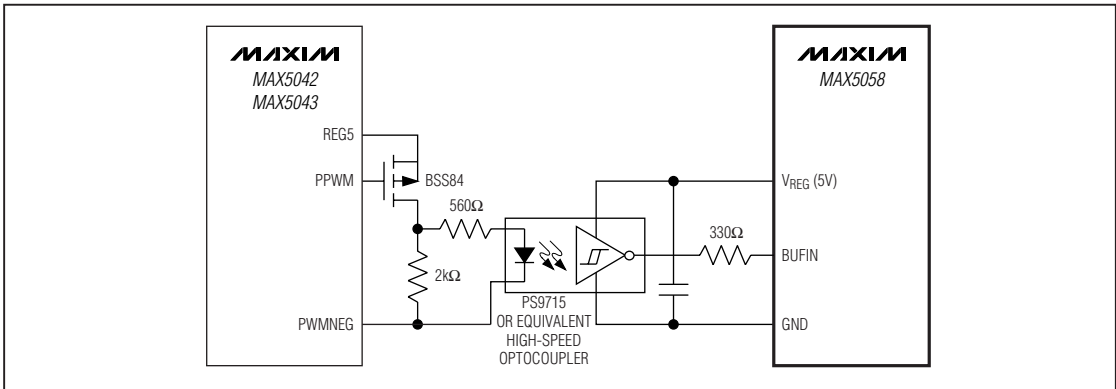 MAXIM
MAX5042
MAX5043
REG5
PPWM
PWMNEG
BSS84
560Ω
2kΩ
PS9715
OR EQUIVALENT
HIGH-SPEED
OPTOCOUPLER
330Ω
MAXIM
MAX5058
VREG (5V)
BUFIN
GND